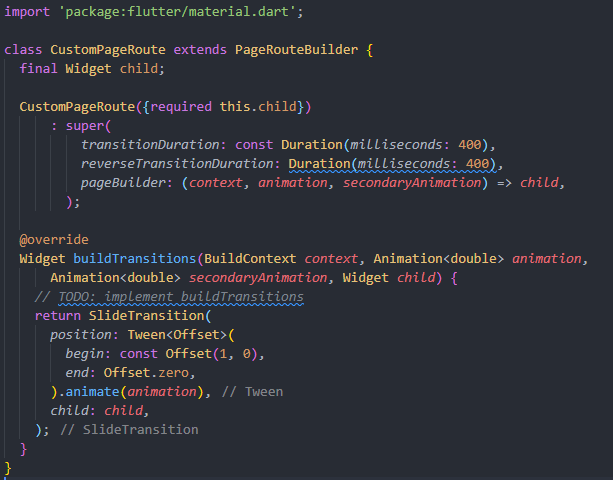 import 'package:flutter/material.dart';
class CustomPageRoute extends PageRouteBuilder {
final Widget child;
CustomPageRoute({required this.child})
: super(
transitionDuration: const Duration(milliseconds: 400),
reverseTransitionDuration: Duration(milliseconds: 400),
pageBuilder: (context, animation, secondaryAnimation) => child,
);
@override
Widget buildTransitions(BuildContext context, Animation<double> animation,
Animation<double> secondaryAnimation, Widget child) {
// TODO: implement buildTransitions
return SlideTransition(
position: Tween<Offset>(
begin: const Offset(1, 0),
end: Offset.zero,
).animate(animation), // Tween
child: child,
); // SlideTransition
}
}